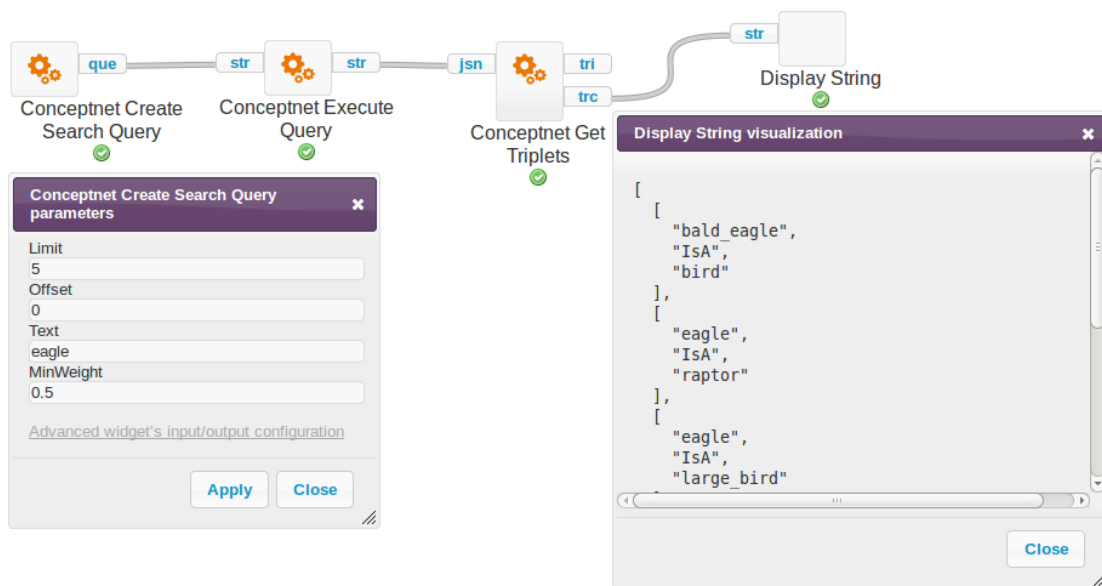 que
Conceptnet Create
Search Query
str
str
Conceptnet Execute
Query
jsn
tri
trc
Conceptnet Get
Triplets
str
Display String
Conceptnet Create Search Query
parameters
Limit
5
Offset
0
Text
eagle
MinWeight
0.5
Advanced widget's input/output configuration
Apply
Close
Display String visualization
[
[
"bald_eagle",
"IsA",
"bird"
],
[
"eagle",
"IsA",
"raptor"
],
[
"eagle",
"IsA",
"large_bird"
Close